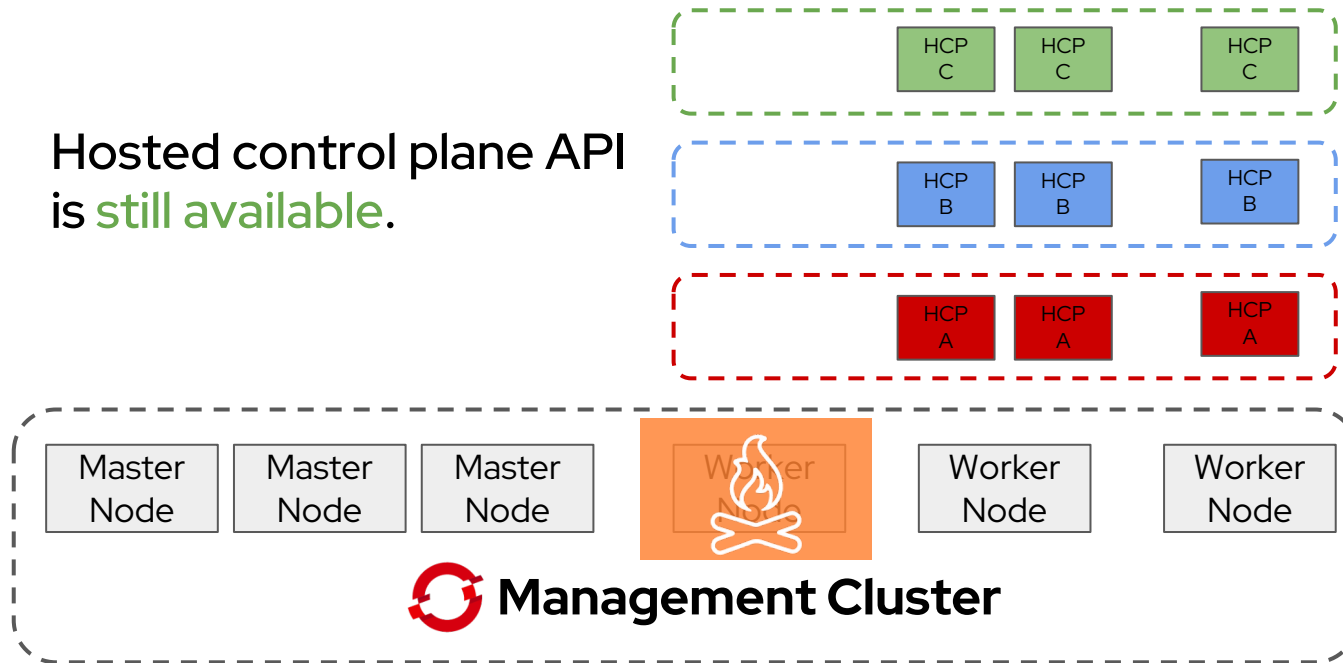 Hosted control plane API
is still available.
HCP
C
HCP
C
HCP
C
HCP
B
HCP
B
HCP
B
HCP
A
HCP
A
HCP
A
Master
Node
Master
Node
Master
Node
Worker
Node
Worker
Node
Worker
Node
Management Cluster